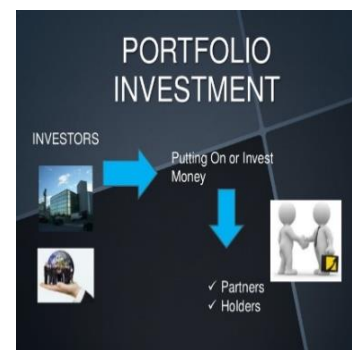 PORTFOLIO
INVESTMENT
INVESTORS
Putting On or Invest
Money
✓ Partners
✓ Holders